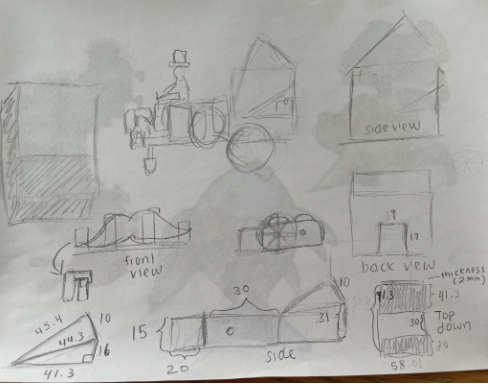 side view
9
17
front
view
back view
thickness
(2mm)
30
10
41.3
41.3
45.4
10
15
.31
30
Top
down
44.3
16
20
41.3
20
side
58.01